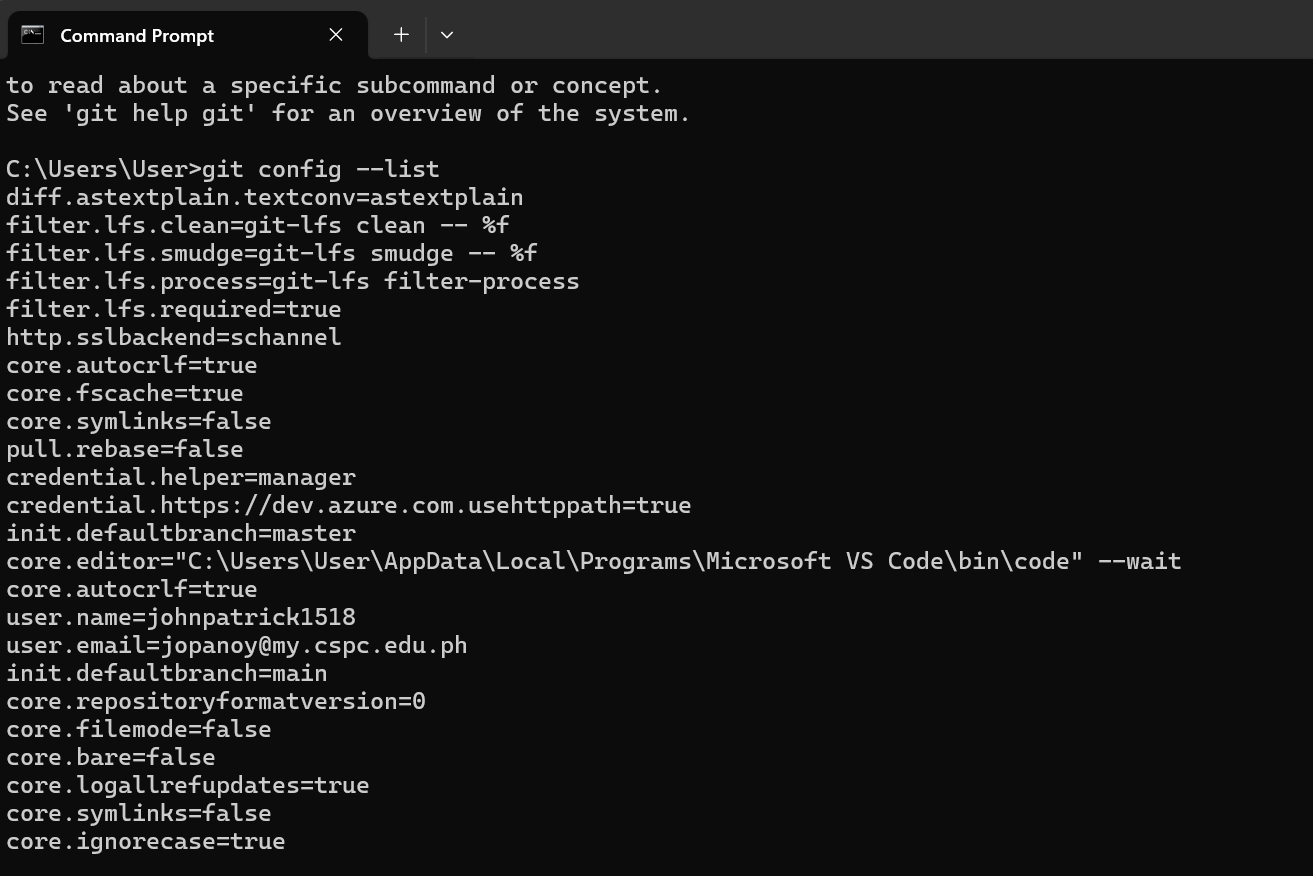 Command Prompt
to read about a specific subcommand or concept.
See 'git help git' for an overview of the system.
C:\Users\User>git config --list
diff.astextplain.textconv=astextplain
filter.lfs.clean=git-lfs clean -- %f
filter.lfs.smudge=git-lfs smudge -- %f
filter.lfs.process=git-lfs filter-process
filter.lfs.required=true
http.sslbackend=schannel
core.autocrlf=true
core.fscache=true
core.symlinks=false
pull.rebase=false
credential.helper=manager
credential.https://dev.azure.com.usehttppath=true
init.defaultbranch=master
core.editor="C:\Users\User\AppData\Local\Programs\Microsoft VS Code\bin\code" --wait
core.autocrlf=true
user.name=johnpatrick1518
user.email=jopanoy@my.cspc.edu.ph
init.defaultbranch=main
core.repositoryformatversion=0
core.filemode=false
core.bare=false
core.logallrefupdates=true
core.symlinks=false
core.ignorecase=true